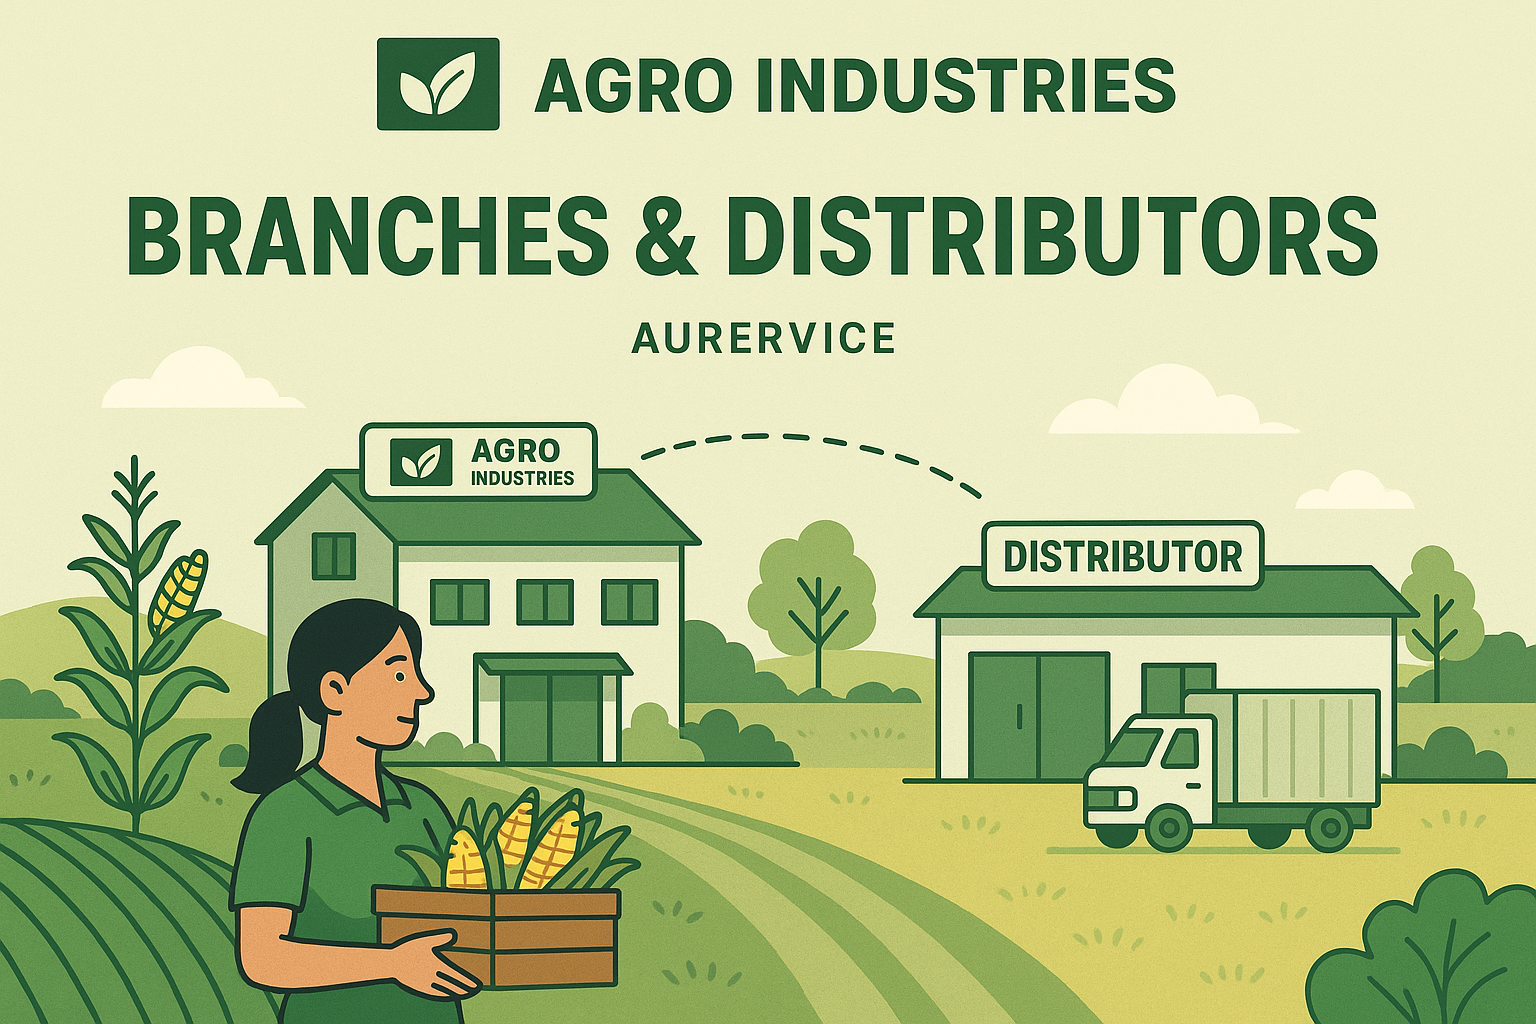 AGRO INDUSTRIES
BRANCHES & DISTRIBUTORS
AURERVICE
AGRO
INDUSTRIES
DISTRIBUTOR